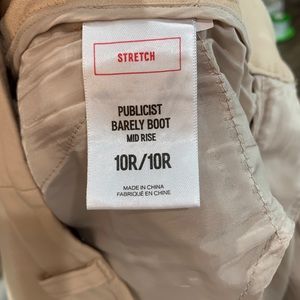 STRETCH
PUBLICIST
BARELY BOOT
MID RISE
10R/10R
MADE IN CHINA
FABRIQUÉ EN CHINE